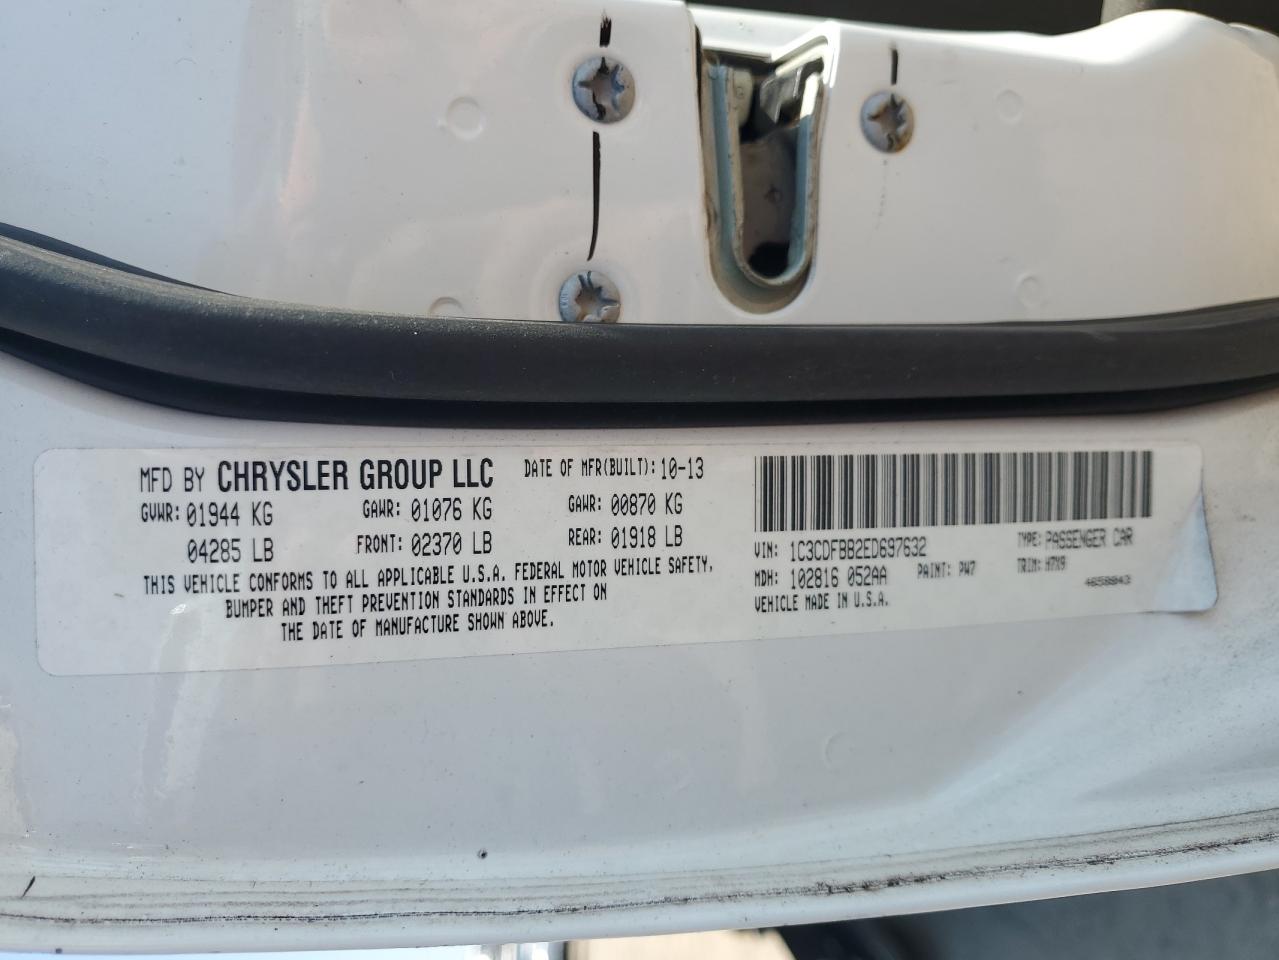 MFD BY CHRYSLER GROUP LLC DATE OF MFR(BUILT): 10-13
GVWR: 01944 KG GAWR: 01076 KG GAWR: 00870 KG
04285 LB FRONT: 02370 LB REAR: 01918 LB
THIS VEHICLE CONFORMS TO ALL APPLICABLE U.S.A. FEDERAL MOTOR VEHICLE SAFETY,
BUMPER AND THEFT PREVENTION STANDARDS IN EFFECT ON
THE DATE OF MANUFACTURE SHOWN ABOVE.
VIN: 1C3CDFBB2ED697632 TYPE: PASSENGER CAR
MDH: 102816 052AA PAINT: PW7 TRIM: H7X9
VEHICLE MADE IN U.S.A. 4658843